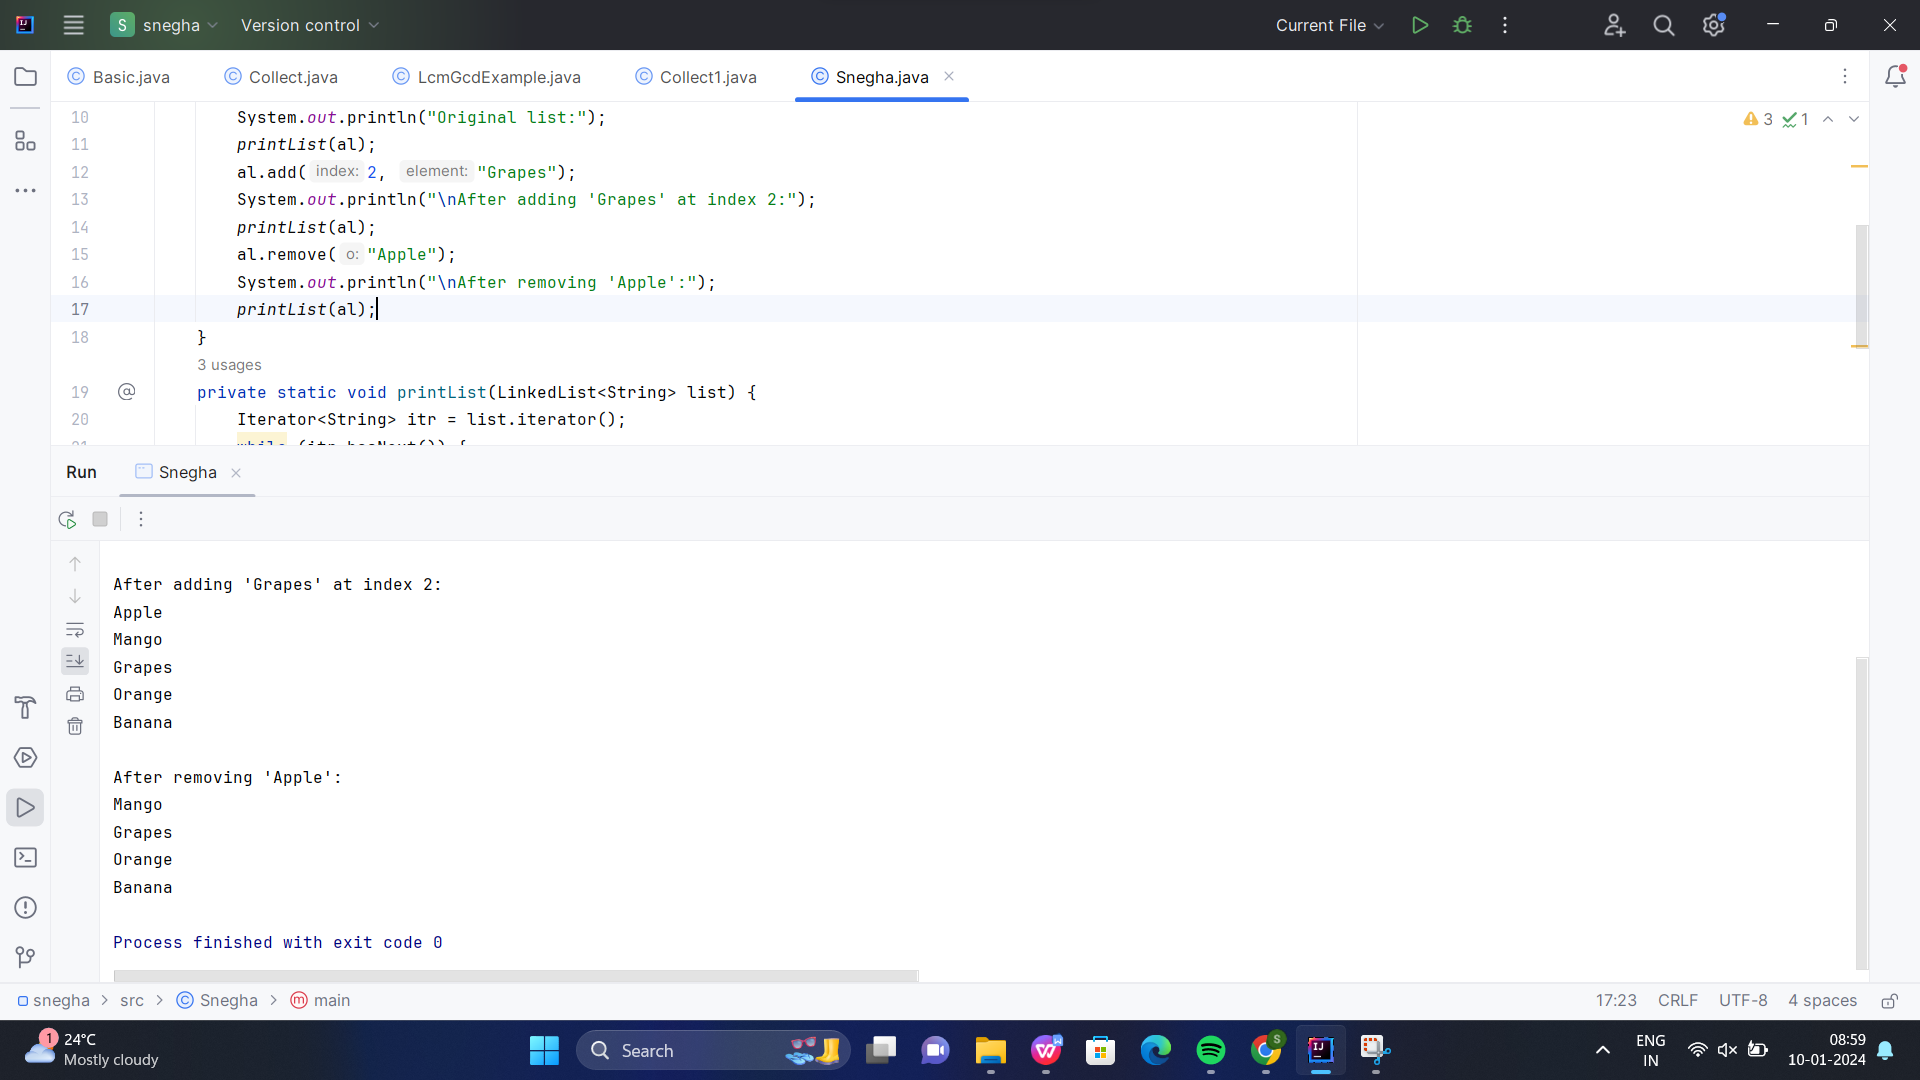 S snegha Version control Current File
Basic.java Collect.java LcmGcdExample.java Collect1.java Snegha.java
10 System.out.println("Original list:"); 3 1
11 printList(al);
12 al.add( index: 2, element: "Grapes");
13 System.out.println("\nAfter adding 'Grapes' at index 2:");
14 printList(al);
15 al.remove( o: "Apple");
16 System.out.println("\nAfter removing 'Apple':");
17 printList(al);
18 }
3 usages
19 @ private static void printList(LinkedList<String> list) {
20 Iterator<String> itr = list.iterator();
21 while (itr.hasNext()) {
Run Snegha
After adding 'Grapes' at index 2:
Apple
Mango
Grapes
Orange
Banana
After removing 'Apple':
Mango
Grapes
Orange
Banana
Process finished with exit code 0
snegha > src > Snegha > main 17:23 CRLF UTF-8 4 spaces
1 24°C
Mostly cloudy
Search
ENG
IN
08:59
10-01-2024